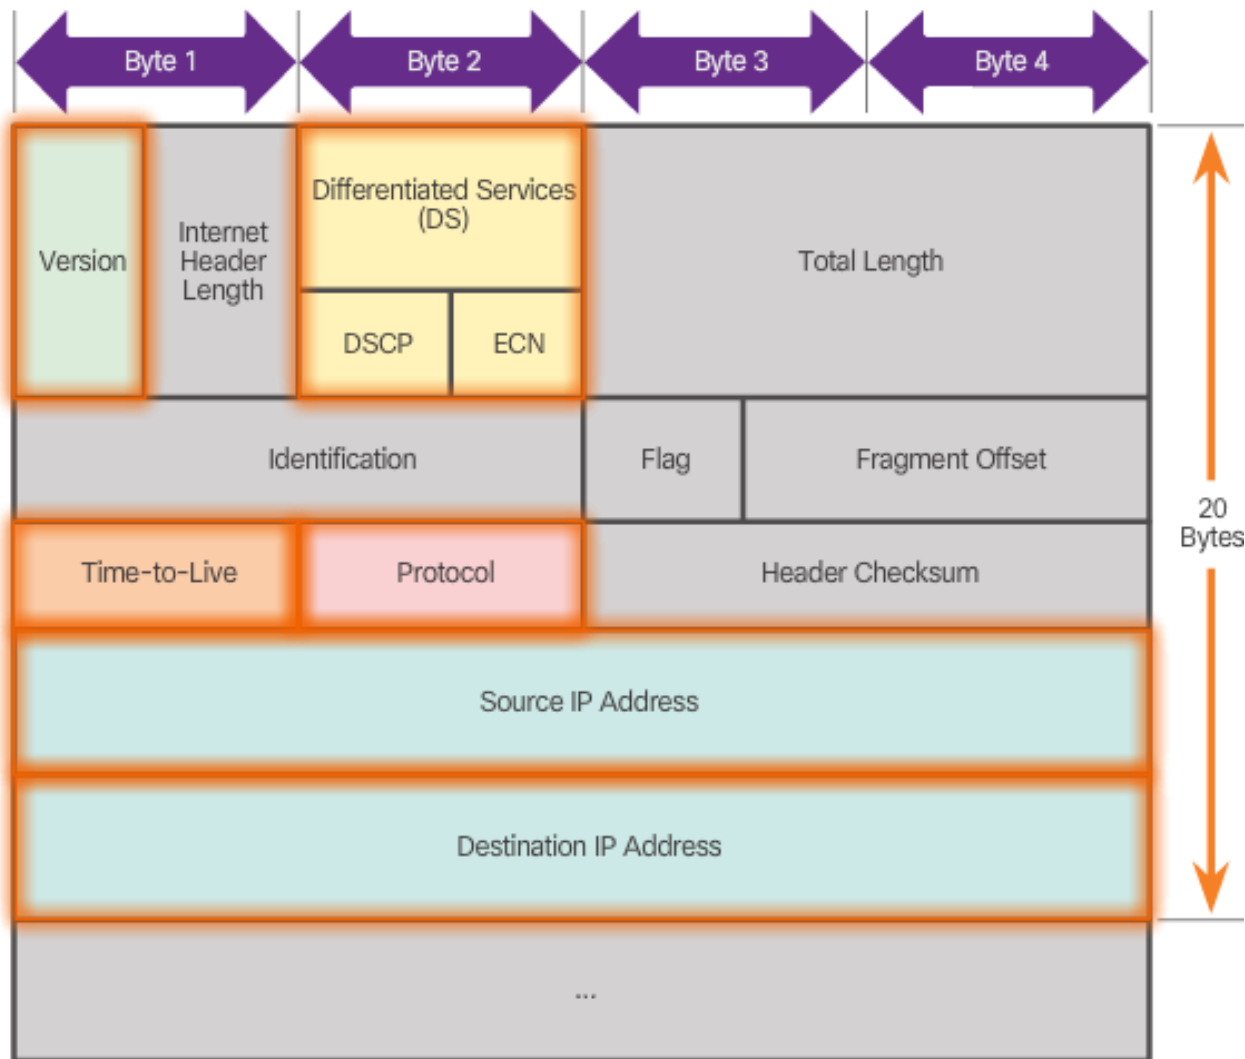 Byte 1
Byte 2
Byte 3
Byte 4
Version
Internet
Header
Length
Differentiated Services
(DS)
DSCP
ECN
Total Length
Identification
Flag
Fragment Offset
20
Bytes
Time-to-Live
Protocol
Header Checksum
Source IP Address
Destination IP Address
...